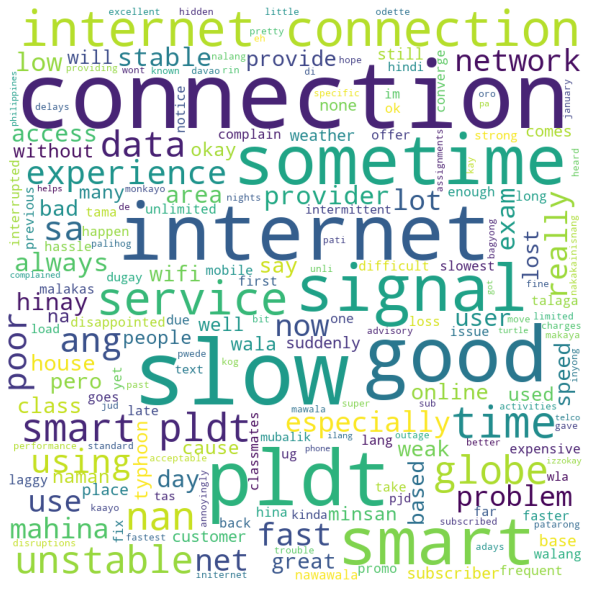 excellent hidden little odette
internet connection
pretty eh
low will stable nalang rin di hope network
providing wont known davao provide still hindi converge
philippines
connection
delays notice none im ok specific strong oro pa january
access data complain weather offer comes
without okay kay assignments heard
sometime
experience
interrupted previous many area provider lot exam really
bad tama de nights enough long
helps monkayo unlimited intermittent
sa happen palihog
internet
hassle pati lost
complained always dugay wifi mobile say unli difficult slowest bagyong nakakainisnang
malakas first got fine
hinay service signal talaga
poor na load disappointed due bit one advisory loss issue user move limited
ang people well now charges
text turtle makaya
house wala suddenly
pero yet pwede kog slow good speed inyong
goes past jud super mawala sub activities telco
class late online used gave
smart pldt especially time
performance standard cause mubalik ilang outage better
laggy typhoon acceptable classmates ug lang phone weak based expensive izzokay
using pldt globe
use naman place day tas annoyingly hina minsan take problem
kaayo back kinda pjd wla
mahina fix customer far faster patarong
nan fast smart
disruptions unstable net great trouble promo base walang
fastest initernet nawawala subscriber subscribed adays frequent